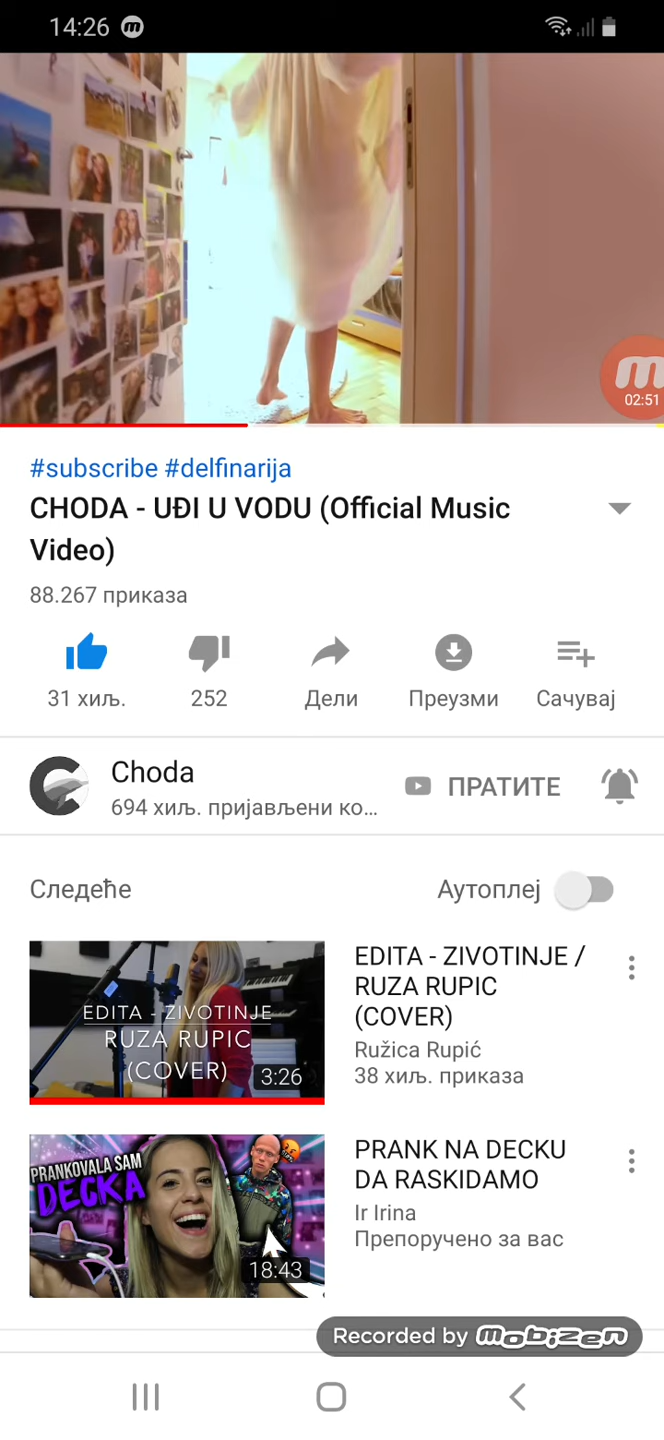 14:26
02:51
#subscribe #delfinarija
CHODA - UĐI U VODU (Official Music
Video)
88.267 приказа
31 хиљ.
252
Дели
Преузми
Сачувај
Choda
694 хиљ. пријављени ко...
ПРАТИТЕ
Следеће
Аутоплеј
EDITA - ZIVOTINJE
RUZA RUPIC
(COVER)
3:26
EDITA - ZIVOTINJE /
RUZA RUPIC
(COVER)
Ružica Rupić
38 хиљ. приказа
PRANKOVALA SAM
DECKA
18:43
PRANK NA DECKU
DA RASKIDAMO
Ir Irina
Препоручено за вас
Recorded by mobizen